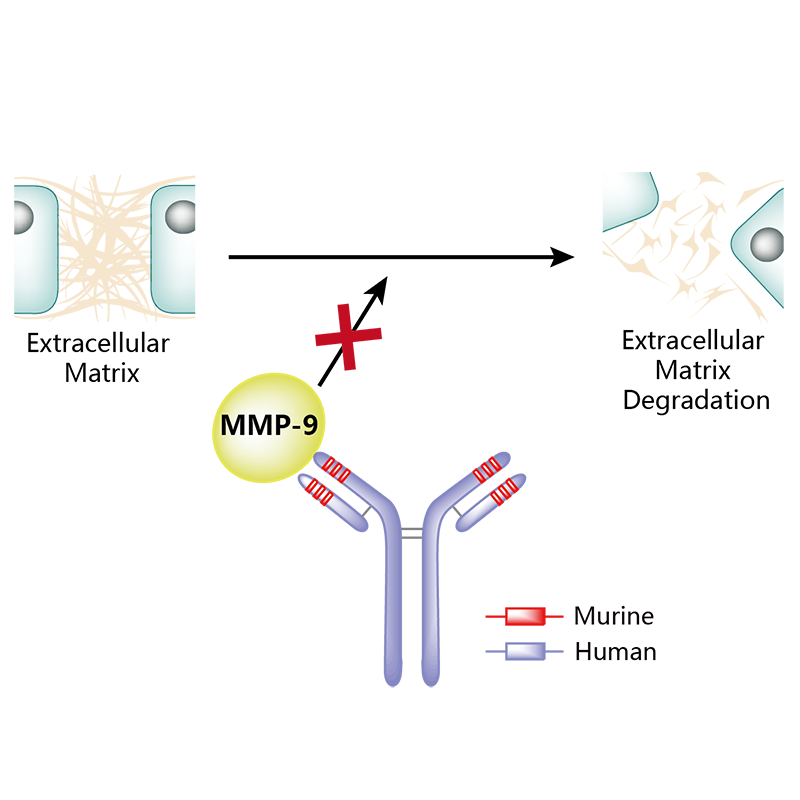 Extracellular
Matrix
Extracellular
Matrix
Degradation
MMP-9
Murine
Human